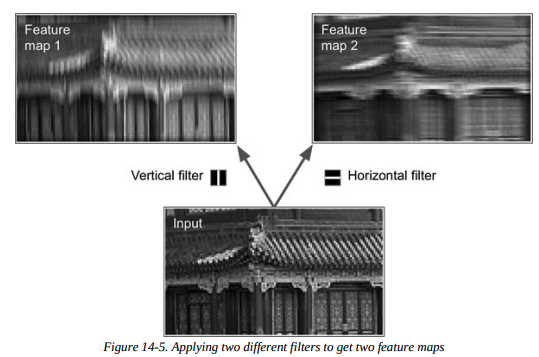 Feature
map 1
Feature
map 2
Vertical filter
Horizontal filter
Input
Figure 14-5. Applying two different filters to get two feature maps